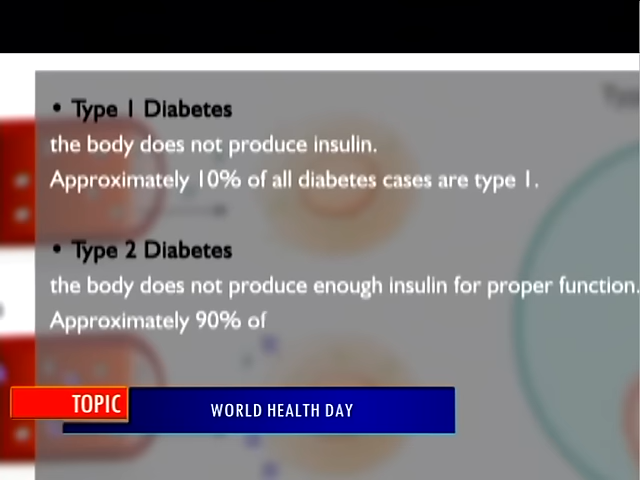 • Type 1 Diabetes
the body does not produce insulin.
Approximately 10% of all diabetes cases are type 1.
• Type 2 Diabetes
the body does not produce enough insulin for proper function.
Approximately 90% of
TOPIC
WORLD HEALTH DAY